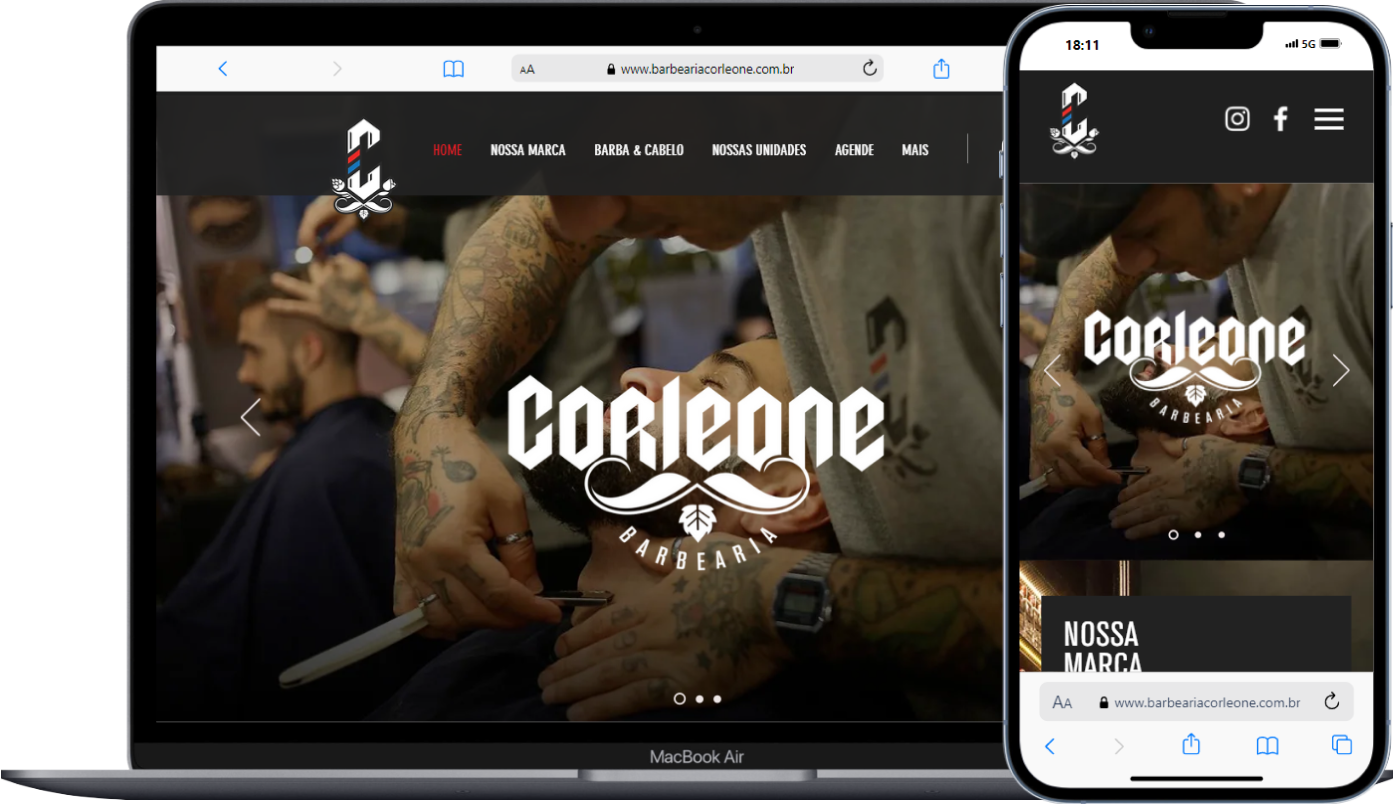 AA www.barbeariacorleone.com.br
HOME NOSSA MARCA BARBA & CABELO NOSSAS UNIDADES AGENDE MAIS
CORLEONE
BARBEARIA
MacBook Air
18:11 5G
CORLEONE
BARBEARIA
NOSSA
MARCA
AA www.barbeariacorleone.com.br